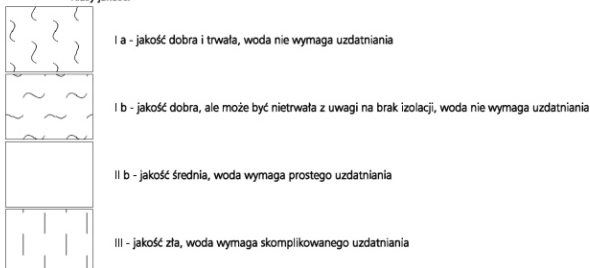 I a - jakość dobra i trwała, woda nie wymaga uzdatniania
I b - jakość dobra, ale może być nietrwała z uwagi na brak izolacji, woda nie wymaga uzdatniania
II b - jakość średnia, woda wymaga prostego uzdatniania
III - jakość zła, woda wymaga skomplikowanego uzdatniania